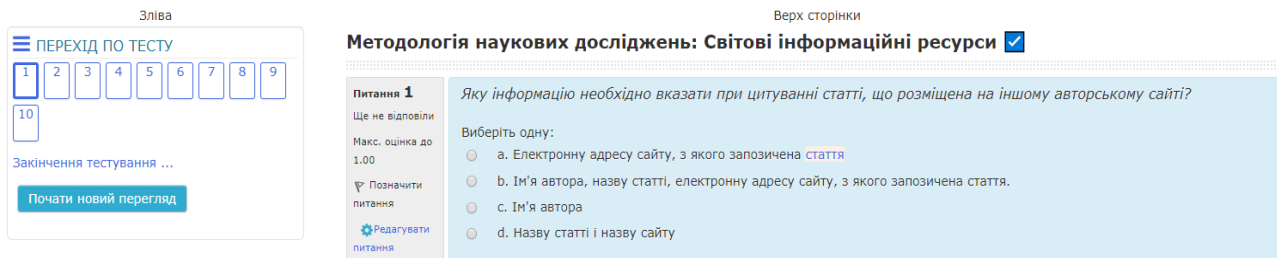 Зліва
ПЕРЕХІД ПО ТЕСТУ
1 2 3 4 5 6 7 8 9
10
Закінчення тестування ...
Почати новий перегляд
Верх сторінки
Методологія наукових досліджень: Світові інформаційні ресурси
Питання 1
Ще не відповіли
Макс. оцінка до
1.00
Позначити
питання
Редагувати
питання
Яку інформацію необхідно вказати при цитуванні статті, що розміщена на іншому авторському сайті?
Виберіть одну:
a. Електронну адресу сайту, з якого запозичена стаття
b. Ім'я автора, назву статті, електронну адресу сайту, з якого запозичена стаття.
c. Ім'я автора
d. Назву статті і назву сайту